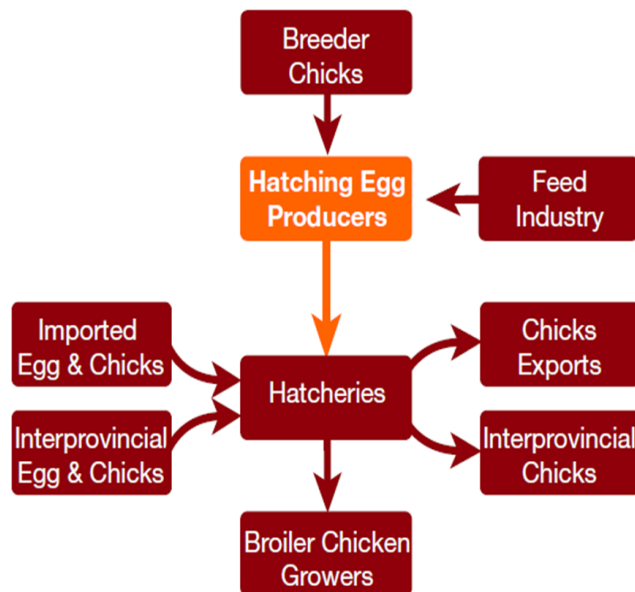 Breeder
Chicks
Hatching Egg
Producers
Feed
Industry
Imported
Egg & Chicks
Chicks
Exports
Hatcheries
Interprovincial
Egg & Chicks
Interprovincial
Chicks
Broiler Chicken
Growers